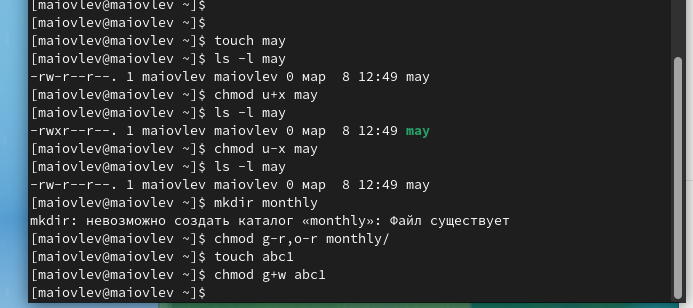 [maiovlev@maiovlev ~]$
[maiovlev@maiovlev ~]$
[maiovlev@maiovlev ~]$ touch may
[maiovlev@maiovlev ~]$ ls -l may
-rw-r--r--. 1 maiovlev maiovlev 0 мар  8 12:49 may
[maiovlev@maiovlev ~]$ chmod u+x may
[maiovlev@maiovlev ~]$ ls -l may
-rwxr--r--. 1 maiovlev maiovlev 0 мар  8 12:49 may
[maiovlev@maiovlev ~]$ chmod u-x may
[maiovlev@maiovlev ~]$ ls -l may
-rw-r--r--. 1 maiovlev maiovlev 0 мар  8 12:49 may
[maiovlev@maiovlev ~]$ mkdir monthly
mkdir: невозможно создать каталог «monthly»: Файл существует
[maiovlev@maiovlev ~]$ chmod g-r,o-r monthly/
[maiovlev@maiovlev ~]$ touch abc1
[maiovlev@maiovlev ~]$ chmod g+w abc1
[maiovlev@maiovlev ~]$